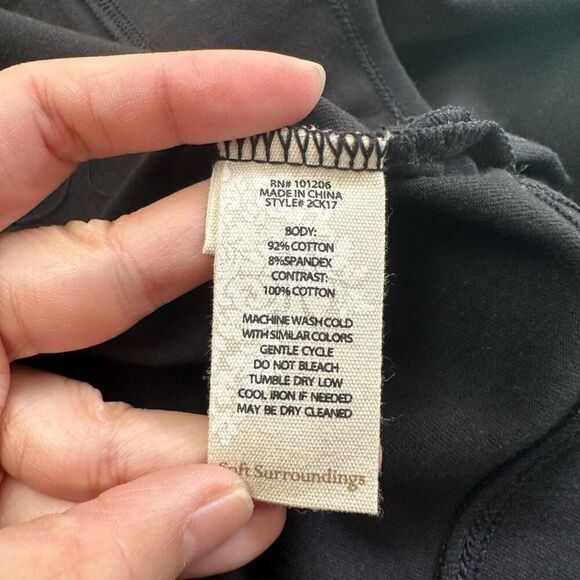 RN# 101206
MADE IN CHINA
STYLE# 2CK17
BODY:
92% COTTON
8%SPANDEX
CONTRAST:
100% COTTON
MACHINE WASH COLD
WITH SIMILAR COLORS
GENTLE CYCLE
DO NOT BLEACH
TUMBLE DRY LOW
COOL IRON IF NEEDED
MAY BE DRY CLEANED
Soft Surroundings